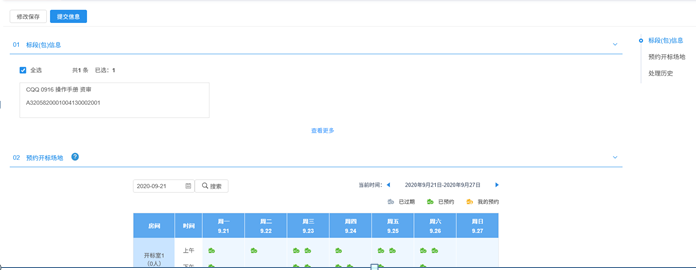 修改保存 提交信息
01 标段(包)信息
标段(包)信息
预约开标场地
处理历史
全选 共1 条 已选：1
CQQ 0916 操作手册 资审
A3205820001004130002001
查看更多
02 预约开标场地 ?
2020-09-21 搜索
当前时间： 2020年9月21日-2020年9月27日
已过期 已预约 我的预约
房间 时间 周一 周二 周三 周四 周五 周六 周日
9.21 9.22 9.23 9.24 9.25 9.26 9.27
开标室1 上午
（0人） 下午